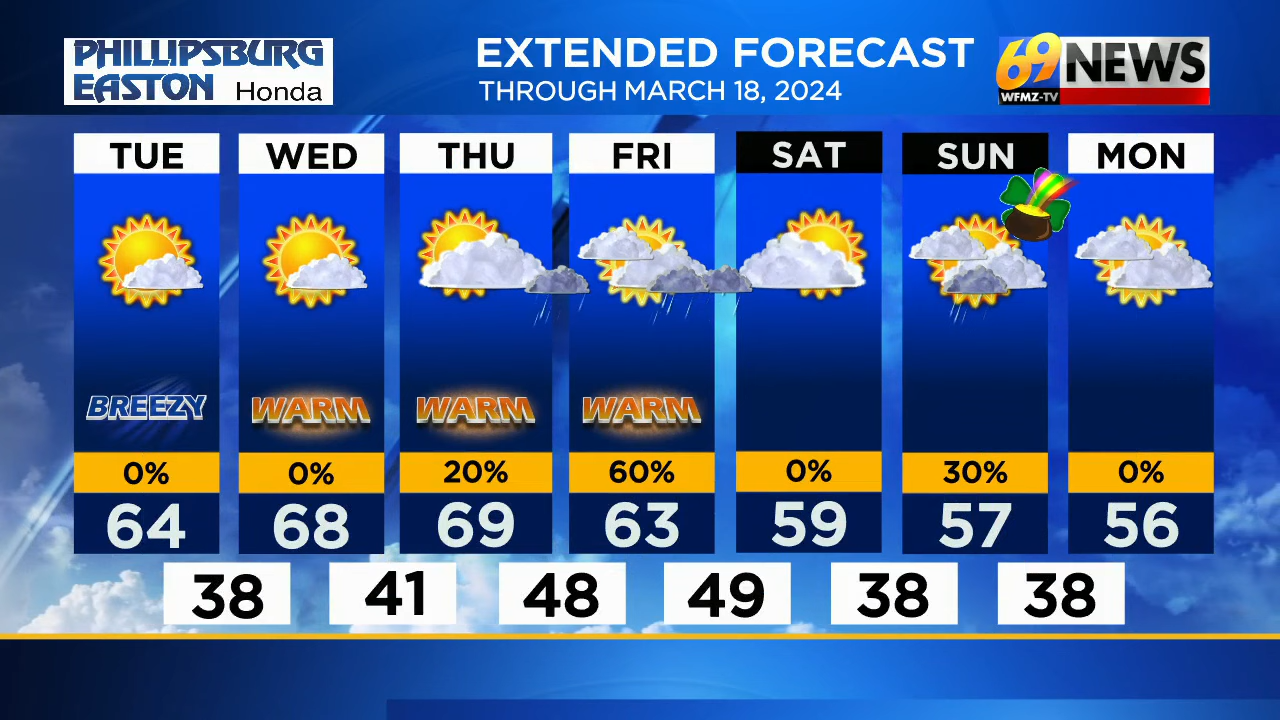 PHILLIPSBURG
EASTON Honda
EXTENDED FORECAST
THROUGH MARCH 18, 2024
69 NEWS
WFMZ-TV
TUE WED THU FRI SAT SUN MON
BREEZY WARM WARM WARM
0% 0% 20% 60% 0% 30% 0%
64 68 69 63 59 57 56
38 41 48 49 38 38